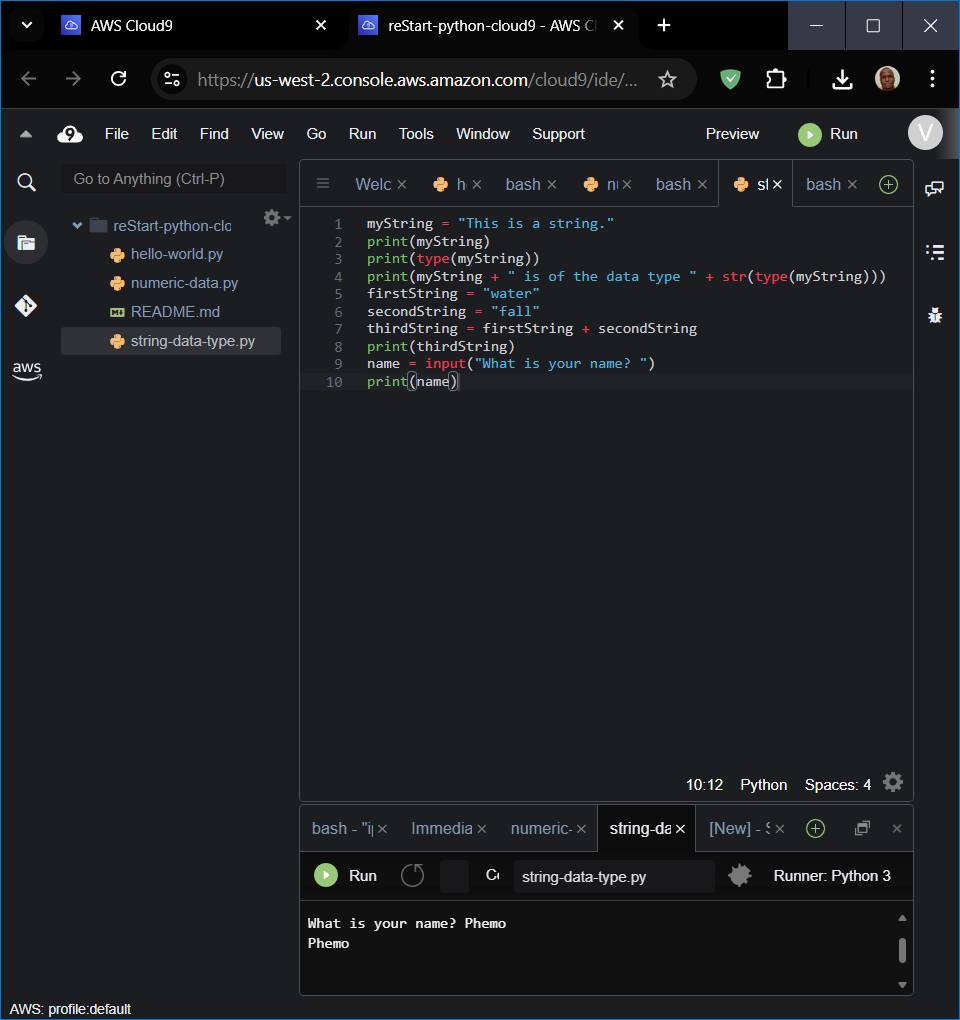 AWS Cloud9
reStart-python-cloud9 - AWS C
https://us-west-2.console.aws.amazon.com/cloud9/ide/...
9 File Edit Find View Go Run Tools Window Support Preview Run V
Go to Anything (Ctrl-P)
Welc bash bash bash
reStart-python-clo
hello-world.py
numeric-data.py
README.md
string-data-type.py
aws
1 myString = "This is a string."
2 print(myString)
3 print(type(myString))
4 print(myString + " is of the data type " + str(type(myString)))
5 firstString = "water"
6 secondString = "fall"
7 thirdString = firstString + secondString
8 print(thirdString)
9 name = input("What is your name? ")
10 print(name)
10:12 Python Spaces: 4
bash - "i Immedia numeric- string-da [New] - S
Run string-data-type.py Runner: Python 3
What is your name? Phemo
Phemo
AWS: profile:default